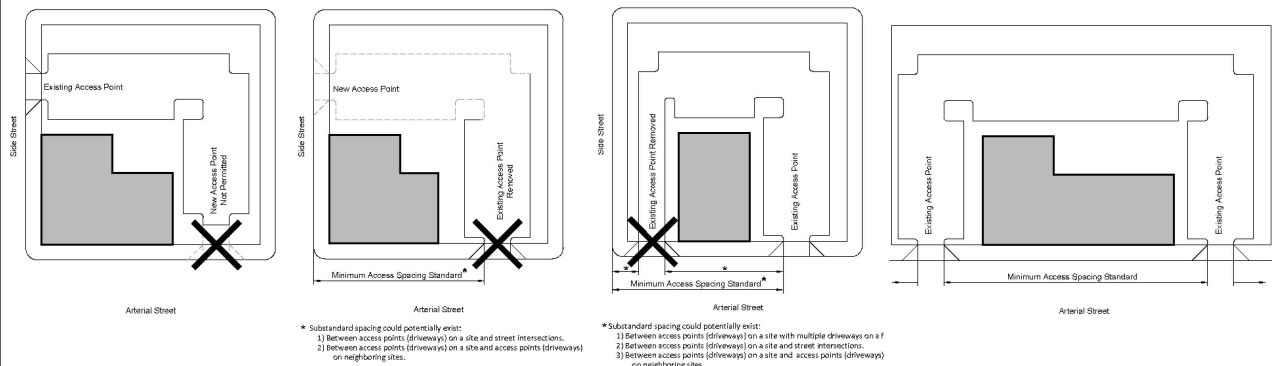 Side Street
Existing Access Point
New Access Point
Not Permitted
Arterial Street
Side Street
New Access Point
Existing Access Point
Removed
Minimum Access Spacing Standard*
Arterial Street
* Substandard spacing could potentially exist:
1) Between access points (driveways) on a site and street intersections.
2) Between access points (driveways) on a site and access points (driveways)
on neighboring sites.
Side Street
Existing Access Point Removed
Existing Access Point
*
*
Minimum Access Spacing Standard*
Arterial Street
* Substandard spacing could potentially exist:
1) Between access points (driveways) on a site with multiple driveways on a f
2) Between access points (driveways) on a site and street intersections.
3) Between access points (driveways) on a site and access points (driveways)
on neighboring sites.
Existing Access Point
Existing Access Point
Minimum Access Spacing Standard
Arterial Street